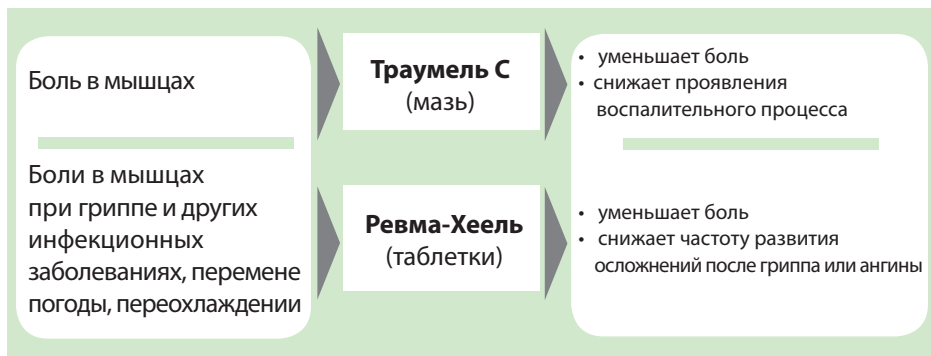 Боль в мышцах
Траумель С
(мазь)
• уменьшает боль
• снижает проявления
воспалительного процесса
Боли в мышцах
при гриппе и других
инфекционных
заболеваниях, перемене
погоды, переохлаждении
Ревма-Хеель
(таблетки)
• уменьшает боль
• снижает частоту развития
осложнений после гриппа или ангины